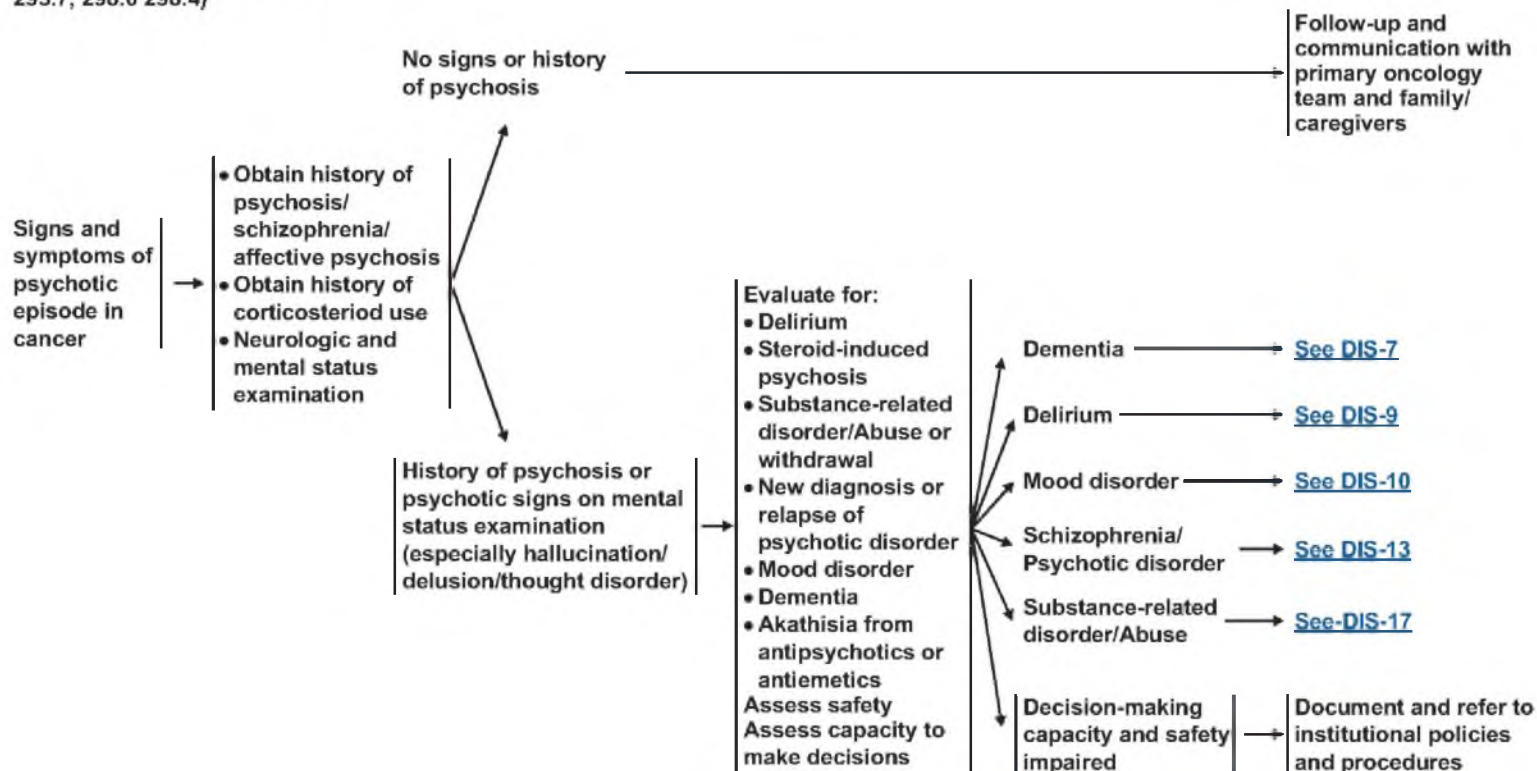 293.7, 298.0 298.4)
No signs or history
of psychosis
Follow-up and
communication with
primary oncology
team and family/
caregivers
Signs and
symptoms of
psychotic
episode in
cancer
• Obtain history of
psychosis/
schizophrenia/
affective psychosis
• Obtain history of
corticosteriod use
• Neurologic and
mental status
examination
History of psychosis or
psychotic signs on mental
status examination
(especially hallucination/
delusion/thought disorder)
Evaluate for:
• Delirium
• Steroid-induced
psychosis
• Substance-related
disorder/Abuse or
withdrawal
• New diagnosis or
relapse of
psychotic disorder
• Mood disorder
• Dementia
• Akathisia from
antipsychotics or
antiemetics
Assess safety
Assess capacity to
make decisions
Dementia
See DIS-7
Delirium
See DIS-9
Mood disorder
See DIS-10
Schizophrenia/
Psychotic disorder
See DIS-13
Substance-related
disorder/Abuse
See-DIS-17
Decision-making
capacity and safety
impaired
Document and refer to
institutional policies
and procedures